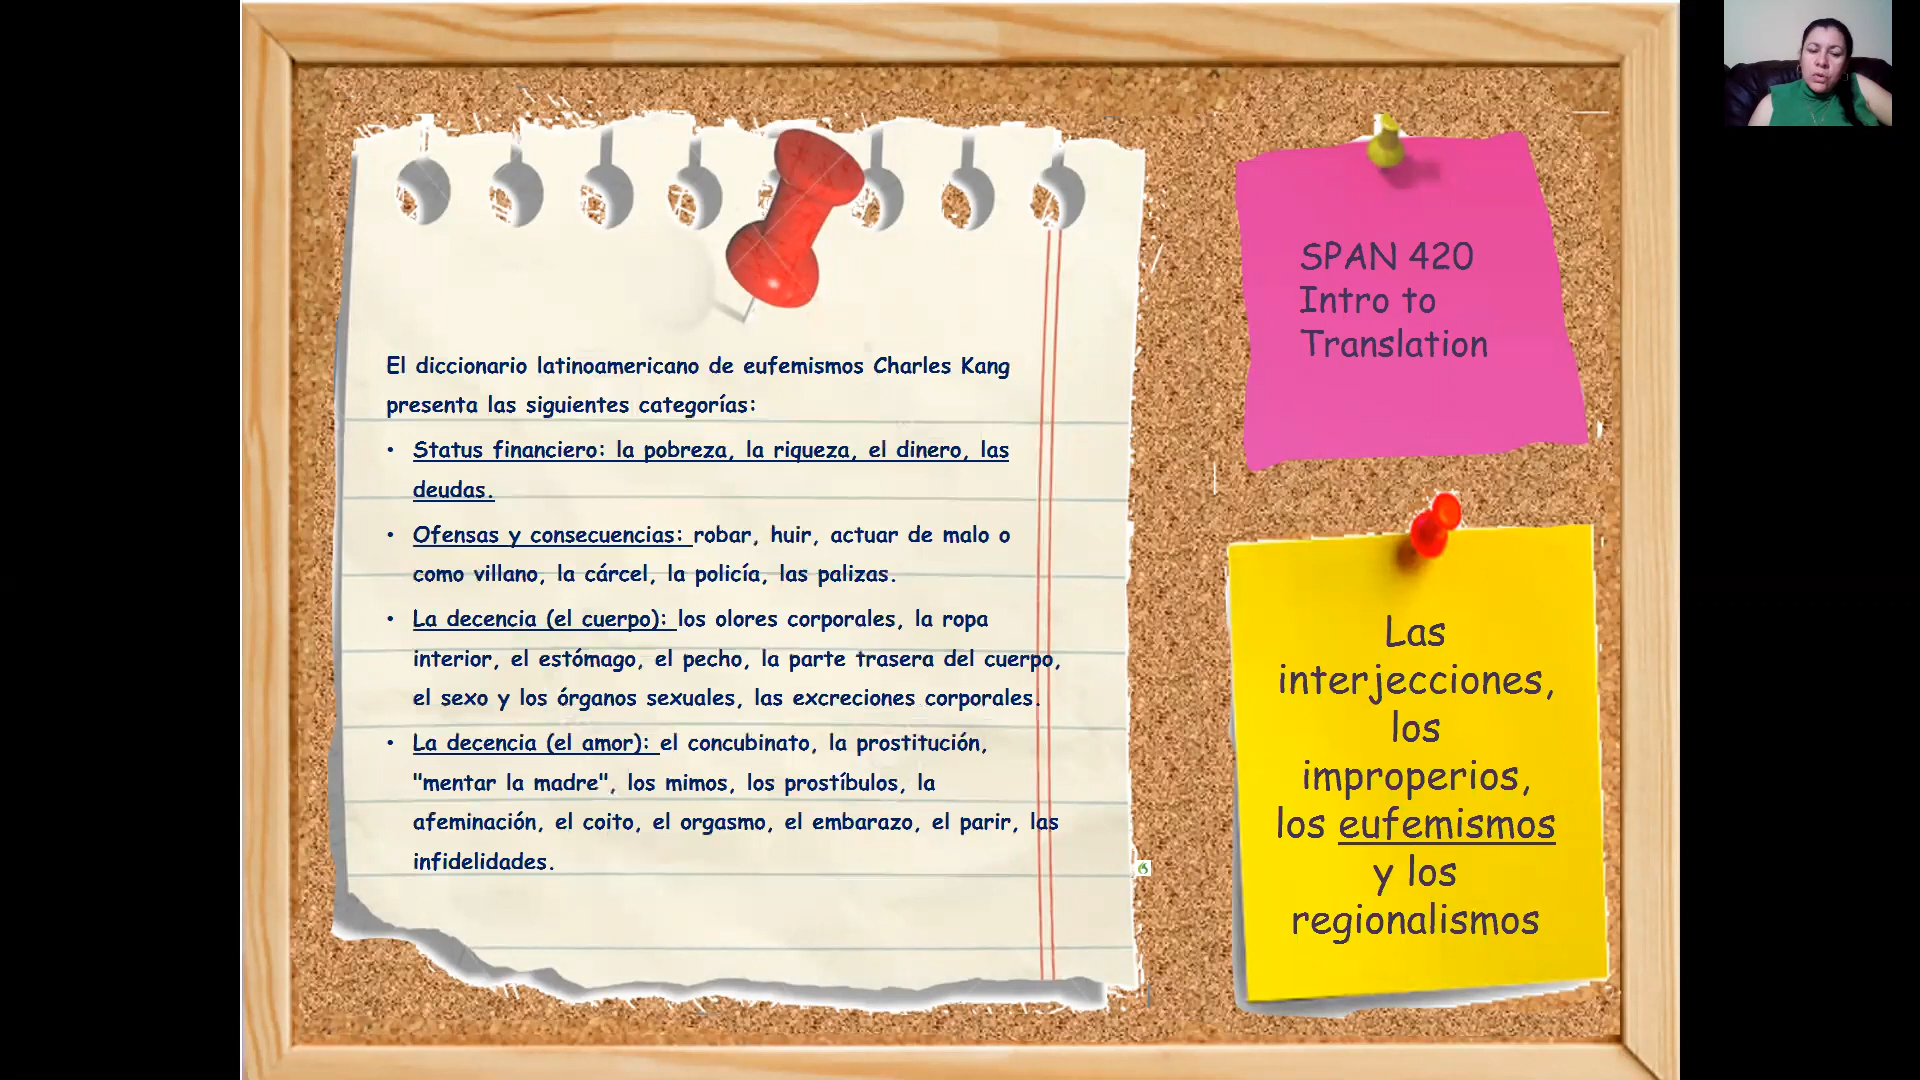 El diccionario latinoamericano de eufemismos Charles Kang
presenta las siguientes categorías:
• Status financiero: la pobreza, la riqueza, el dinero, las
deudas.
• Ofensas y consecuencias: robar, huir, actuar de malo o
como villano, la cárcel, la policía, las palizas.
• La decencia (el cuerpo): los olores corporales, la ropa
interior, el estómago, el pecho, la parte trasera del cuerpo,
el sexo y los órganos sexuales, las excreciones corporales.
• La decencia (el amor): el concubinato, la prostitución,
"mentar la madre", los mimos, los prostíbulos, la
afeminación, el coito, el orgasmo, el embarazo, el parir, las
infidelidades.
SPAN 420
Intro to
Translation
Las
interjecciones,
los
improperios,
los eufemismos
y los
regionalismos